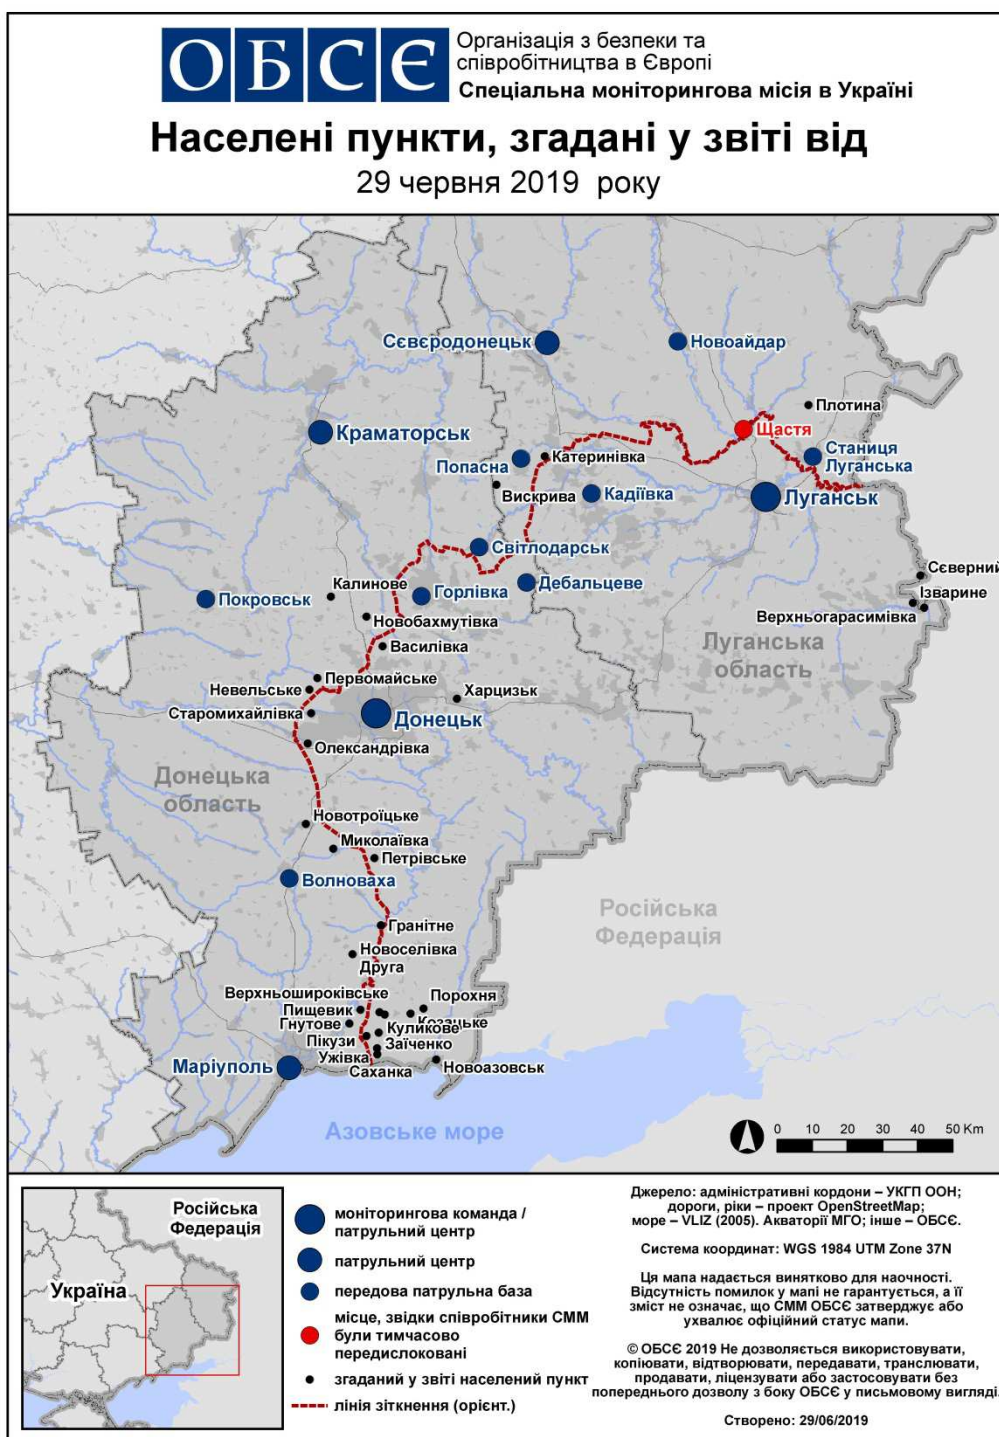 ОБСЄ
Організація з безпеки та
співробітництва в Європі
Спеціальна моніторингова місія в Україні
Населені пункти, згадані у звіті від
29 червня 2019 року
Сєвєродонецьк
Новоайдар
Плотина
Щастя
Краматорськ
Станиця
Луганська
Попасна
Катеринівка
Вискрива
Кадіївка
Луганськ
Світлодарськ
Сєверний
Калинове
Горлівка
Дебальцеве
Ізварине
Покровськ
Верхньогарасимівка
Новобахмутівка
Василівка
Луганська
область
Первомайське
Невельське
Харцизьк
Старомихайлівка
Донецьк
Олександрівка
Донецька
область
Новотроїцьке
Миколаївка
Петрівське
Волноваха
Російська
Федерація
Гранітне
Новоселівка
Друга
Верхньошироківське
Порохня
Пищевик
Козацьке
Гнутове
Куликове
Пікузи
Заїченко
Ужівка
Маріуполь
Саханка
Новоазовськ
Азовське море
0 10 20 30 40 50 Km
Російська
Федерація
Україна
моніторингова команда /
патрульний центр
патрульний центр
передова патрульна база
місце, звідки співробітники СММ
були тимчасово
передислоковані
згаданий у звіті населений пункт
лінія зіткнення (орієнт.)
Джерело: адміністративні кордони – УКГП ООН;
дороги, ріки – проект OpenStreetMap;
море – VLIZ (2005). Акваторії МГО; інше – ОБСЄ.
Система координат: WGS 1984 UTM Zone 37N
Ця мапа надається винятково для наочності.
Відсутність помилок у мапі не гарантується, а її
зміст не означає, що СММ ОБСЄ затверджує або
ухвалює офіційний статус мапи.
© ОБСЄ 2019 Не дозволяється використовувати,
копіювати, відтворювати, передавати, транслювати,
продавати, ліцензувати або застосовувати без
попереднього дозволу з боку ОБСЄ у письмовому вигляді.
Створено: 29/06/2019